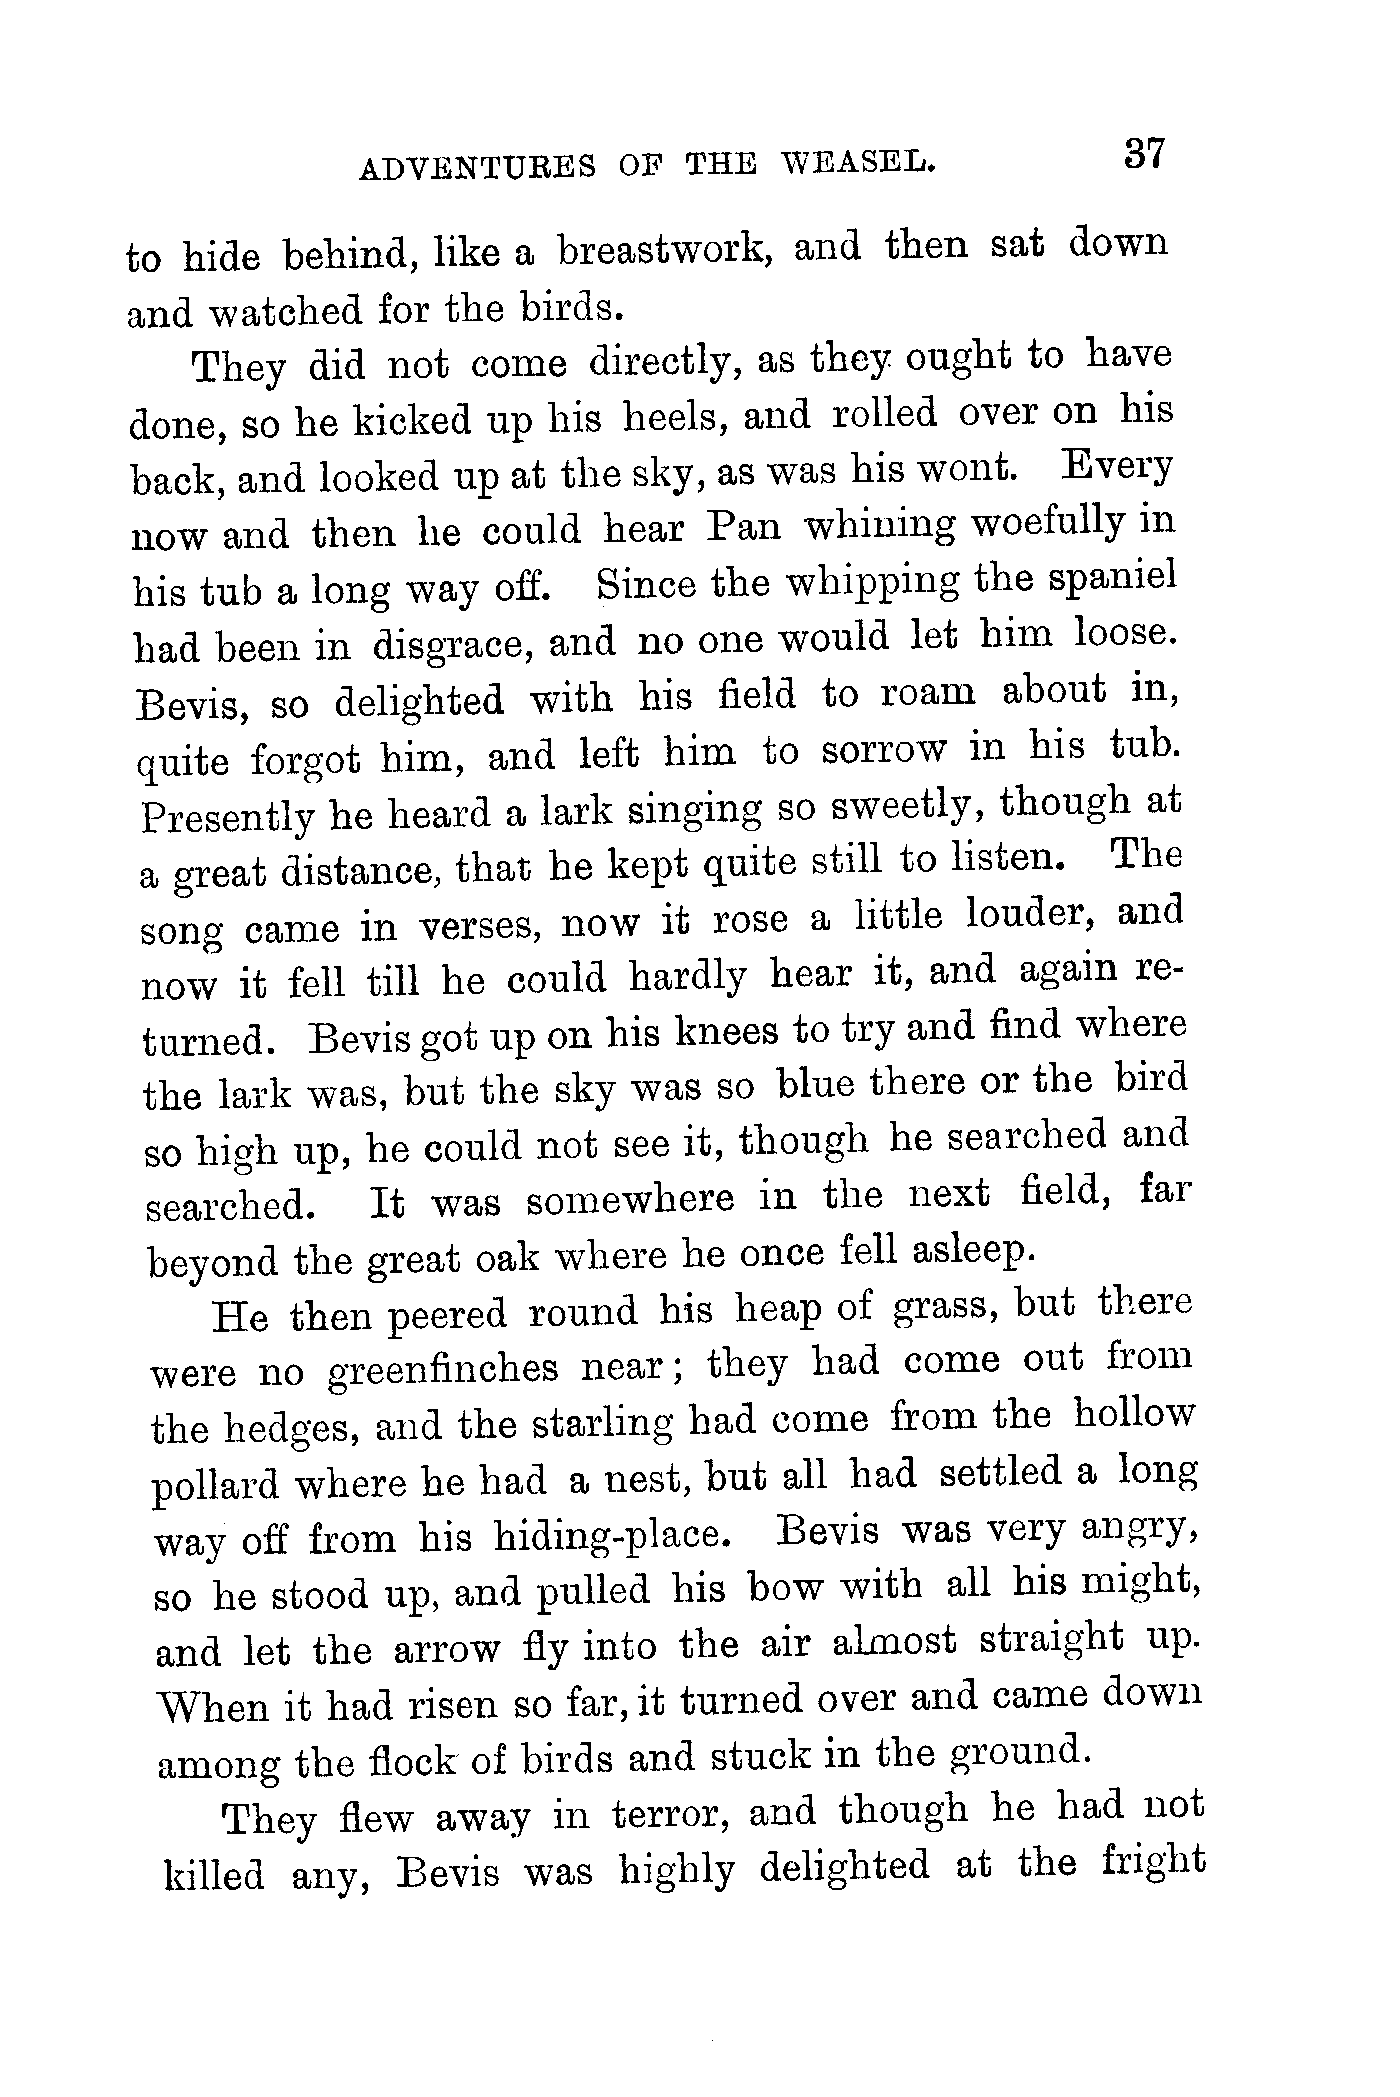 ADVENTURES OF THE WEASEL. 37
to hide behind, like a breastwork, and then sat down
and watched for the birds.
They did not come directly, as they ought to have
done, so he kicked up his heels, and rolled over on his
back, and looked up at the sky, as was his wont. Every
now and then he could hear Pan whining woefully in
his tub a long way off. Since the whipping the spaniel
had been in disgrace, and no one would let him loose.
Bevis, so delighted with his field to roam about in,
quite forgot him, and left him to sorrow in his tub.
Presently he heard a lark singing so sweetly, though at
a great distance, that he kept quite still to listen. The
song came in verses, now it rose a little louder, and
now it fell till he could hardly hear it, and again re-
turned. Bevis got up on his knees to try and find where
the lark was, but the sky was so blue there or the bird
so high up, he could not see it, though he searched and
searched. It was somewhere in the next field, far
beyond the great oak where he once fell asleep.
He then peered round his heap of grass, but there
were no greenfinches near; they had come out from
the hedges, and the starling had come from the hollow
pollard where he had a nest, but all had settled a long
way off from his hiding-place. Bevis was very angry,
so he stood up, and pulled his bow with all his might,
and let the arrow fly into the air almost straight up.
When it had risen so far, it turned over and came down
among the flock of birds and stuck in the ground.
They flew away in terror, and though he had not
killed any, Bevis was highly delighted at the fright